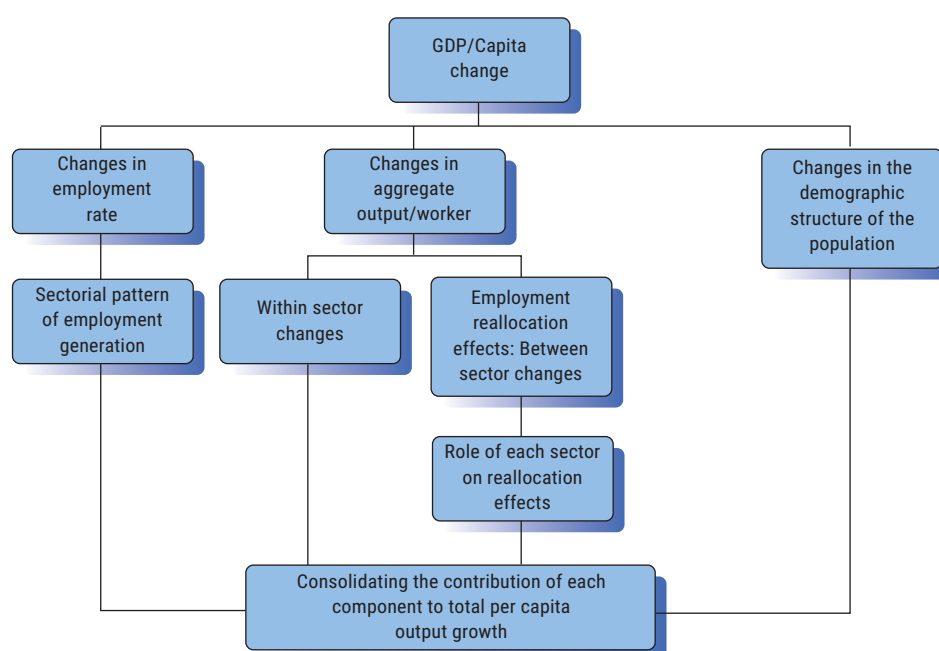 GDP/Capita
change
Changes in
employment
rate
Changes in
aggregate
output/worker
Changes in the
demographic
structure of the
population
Sectorial pattern
of employment
generation
Within sector
changes
Employment
reallocation
effects: Between
sector changes
Role of each sector
on reallocation
effects
Consolidating the contribution of each
component to total per capita
output growth